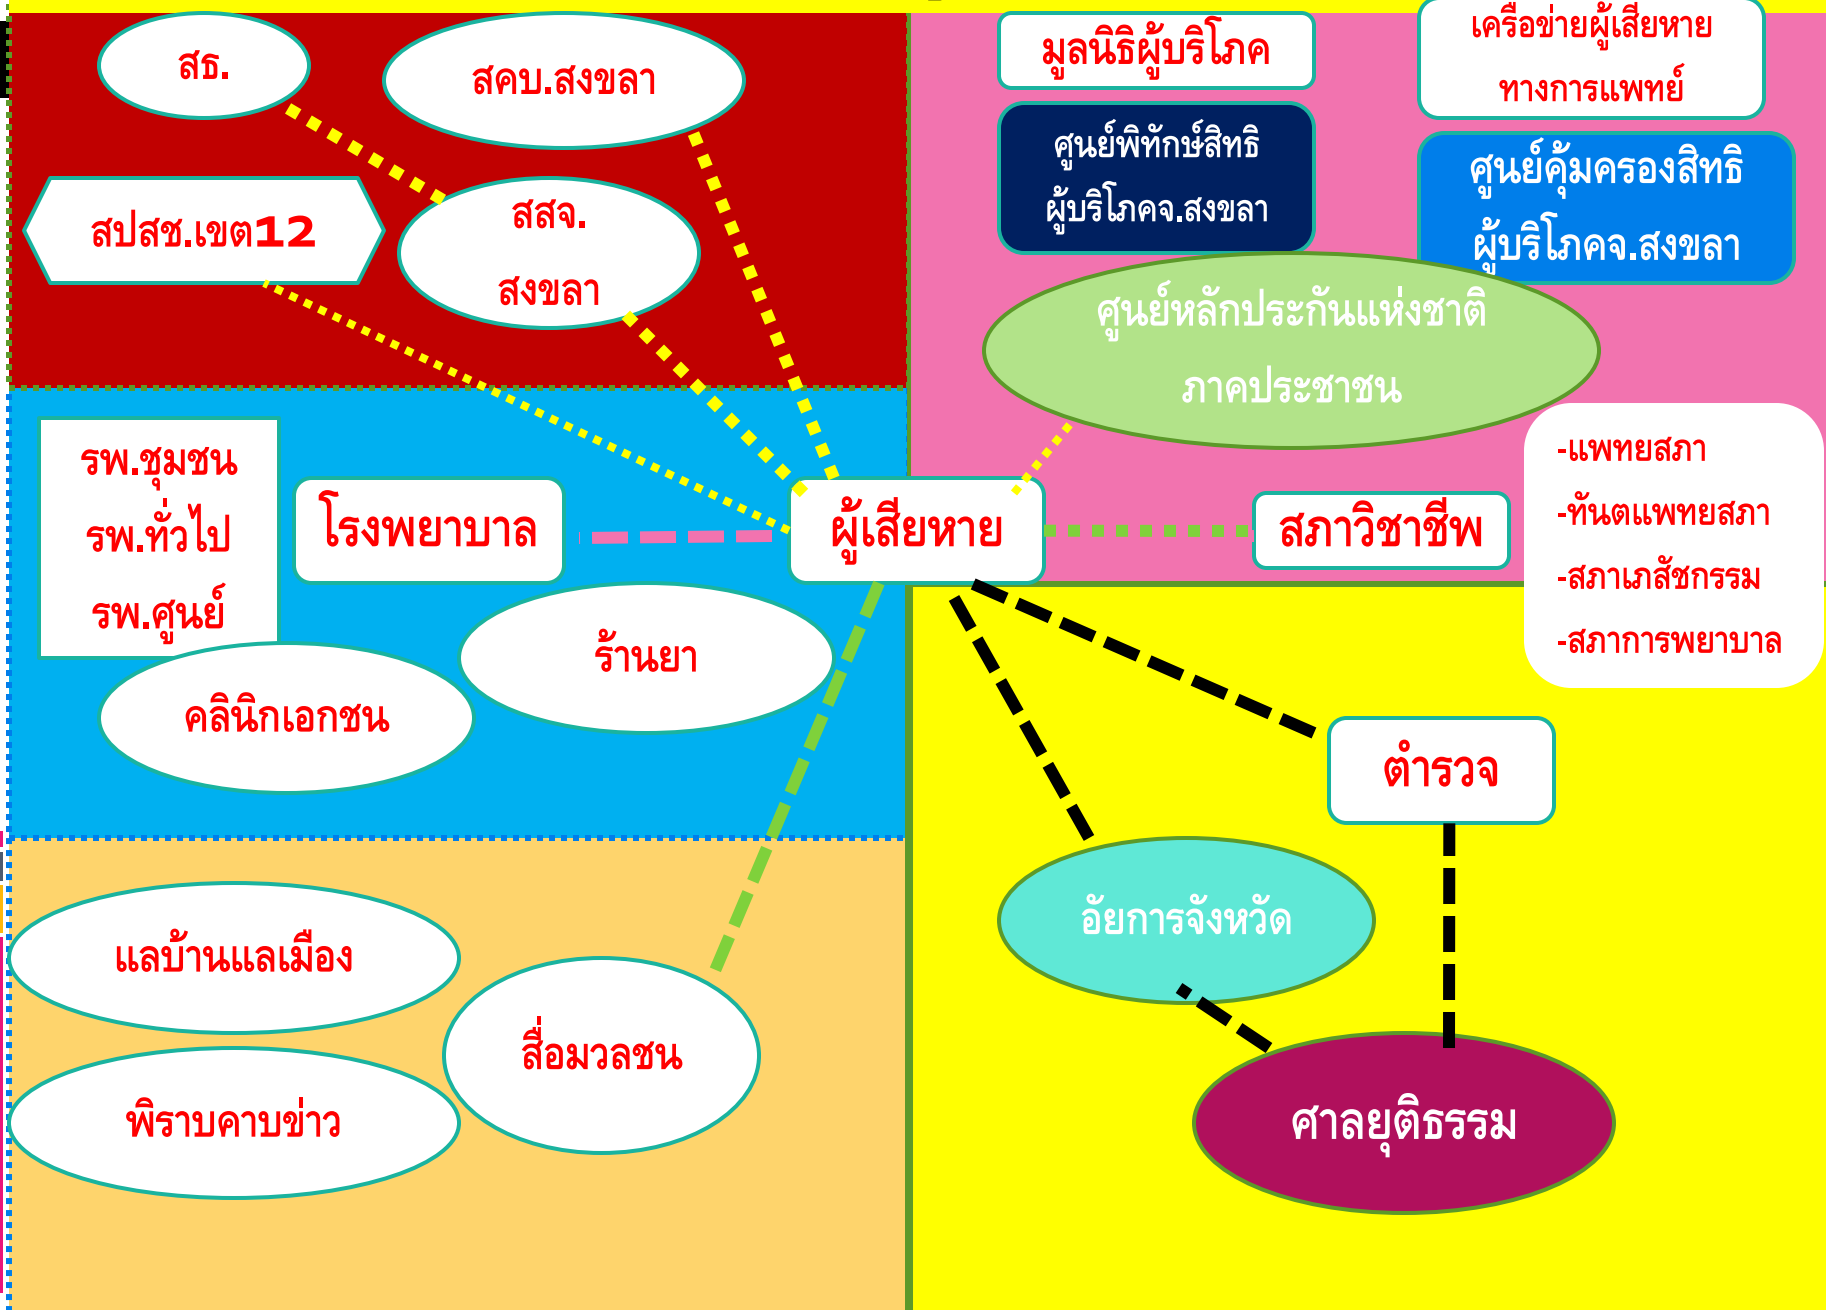 สธ.
สคบ.สงขลา
สปสช.เขต12
สสจ.
สงขลา
มูลนิธิผู้บริโภค
เครือข่ายผู้เสียหาย
ทางการแพทย์
ศูนย์พิทักษ์สิทธิ
ผู้บริโภคจ.สงขลา
ศูนย์คุ้มครองสิทธิ
ผู้บริโภคจ.สงขลา
ศูนย์หลักประกันแห่งชาติ
ภาคประชาชน
รพ.ชุมชน
รพ.ทั่วไป
รพ.ศูนย์
โรงพยาบาล
ผู้เสียหาย
สภาวิชาชีพ
-แพทยสภา
-ทันตแพทยสภา
-สภาเภสัชกรรม
-สภาการพยาบาล
ร้านยา
คลินิกเอกชน
ตำรวจ
อัยการจังหวัด
ศาลยุติธรรม
แลบ้านแลเมือง
สื่อมวลชน
พิราบคาบข่าว